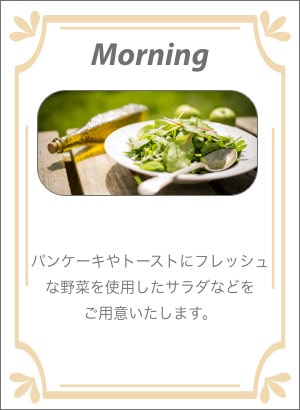 Morning
パンケーキやトーストにフレッシュ
な野菜を使用したサラダなどを
ご用意いたします。